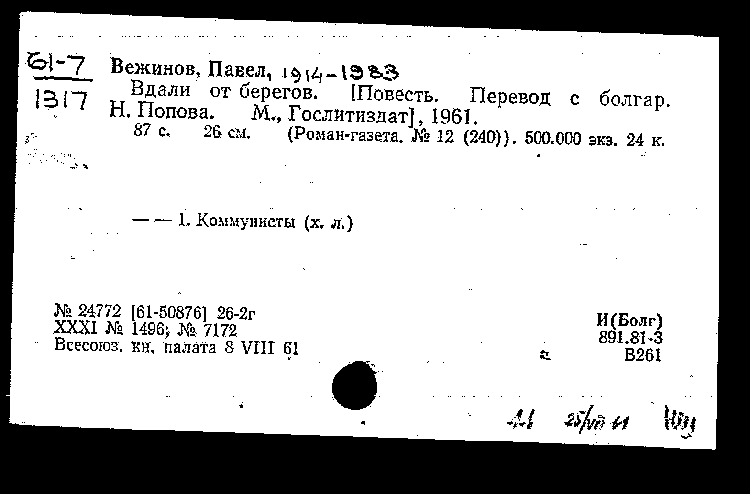 61-7
1317
Вежинов, Павел, 1914-1983
Вдали от берегов. [Повесть. Перевод с болгар.
Н. Попова. М., Гослитиздат], 1961.
87 с. 26 см. (Роман-газета. № 12 (240)). 500.000 экз. 24 к.
— — 1. Коммунисты (х. л.)
№ 24772 [61-50876] 26-2г
XXXI № 1496; № 7172
Всесоюз. кн. палата 8 VIII 61
И(Болг)
891.81-3
В261